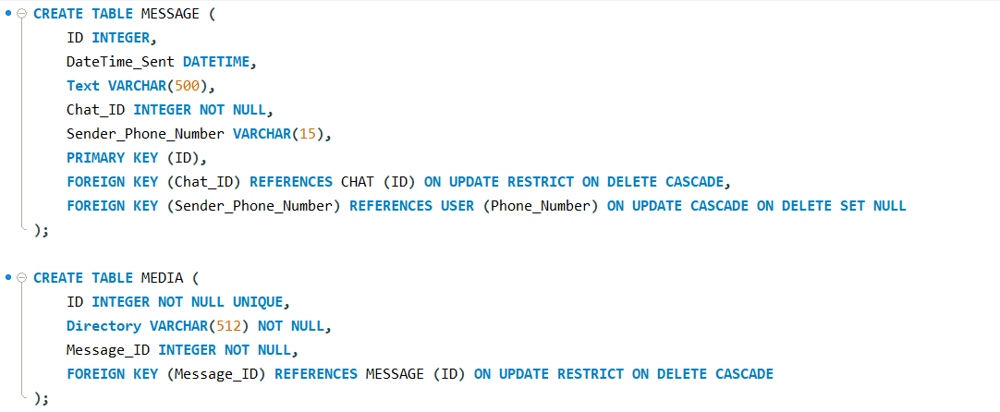 CREATE TABLE MESSAGE (
    ID INTEGER,
    DateTime_Sent DATETIME,
    Text VARCHAR(500),
    Chat_ID INTEGER NOT NULL,
    Sender_Phone_Number VARCHAR(15),
    PRIMARY KEY (ID),
    FOREIGN KEY (Chat_ID) REFERENCES CHAT (ID) ON UPDATE RESTRICT ON DELETE CASCADE,
    FOREIGN KEY (Sender_Phone_Number) REFERENCES USER (Phone_Number) ON UPDATE CASCADE ON DELETE SET NULL
);
CREATE TABLE MEDIA (
    ID INTEGER NOT NULL UNIQUE,
    Directory VARCHAR(512) NOT NULL,
    Message_ID INTEGER NOT NULL,
    FOREIGN KEY (Message_ID) REFERENCES MESSAGE (ID) ON UPDATE RESTRICT ON DELETE CASCADE
);